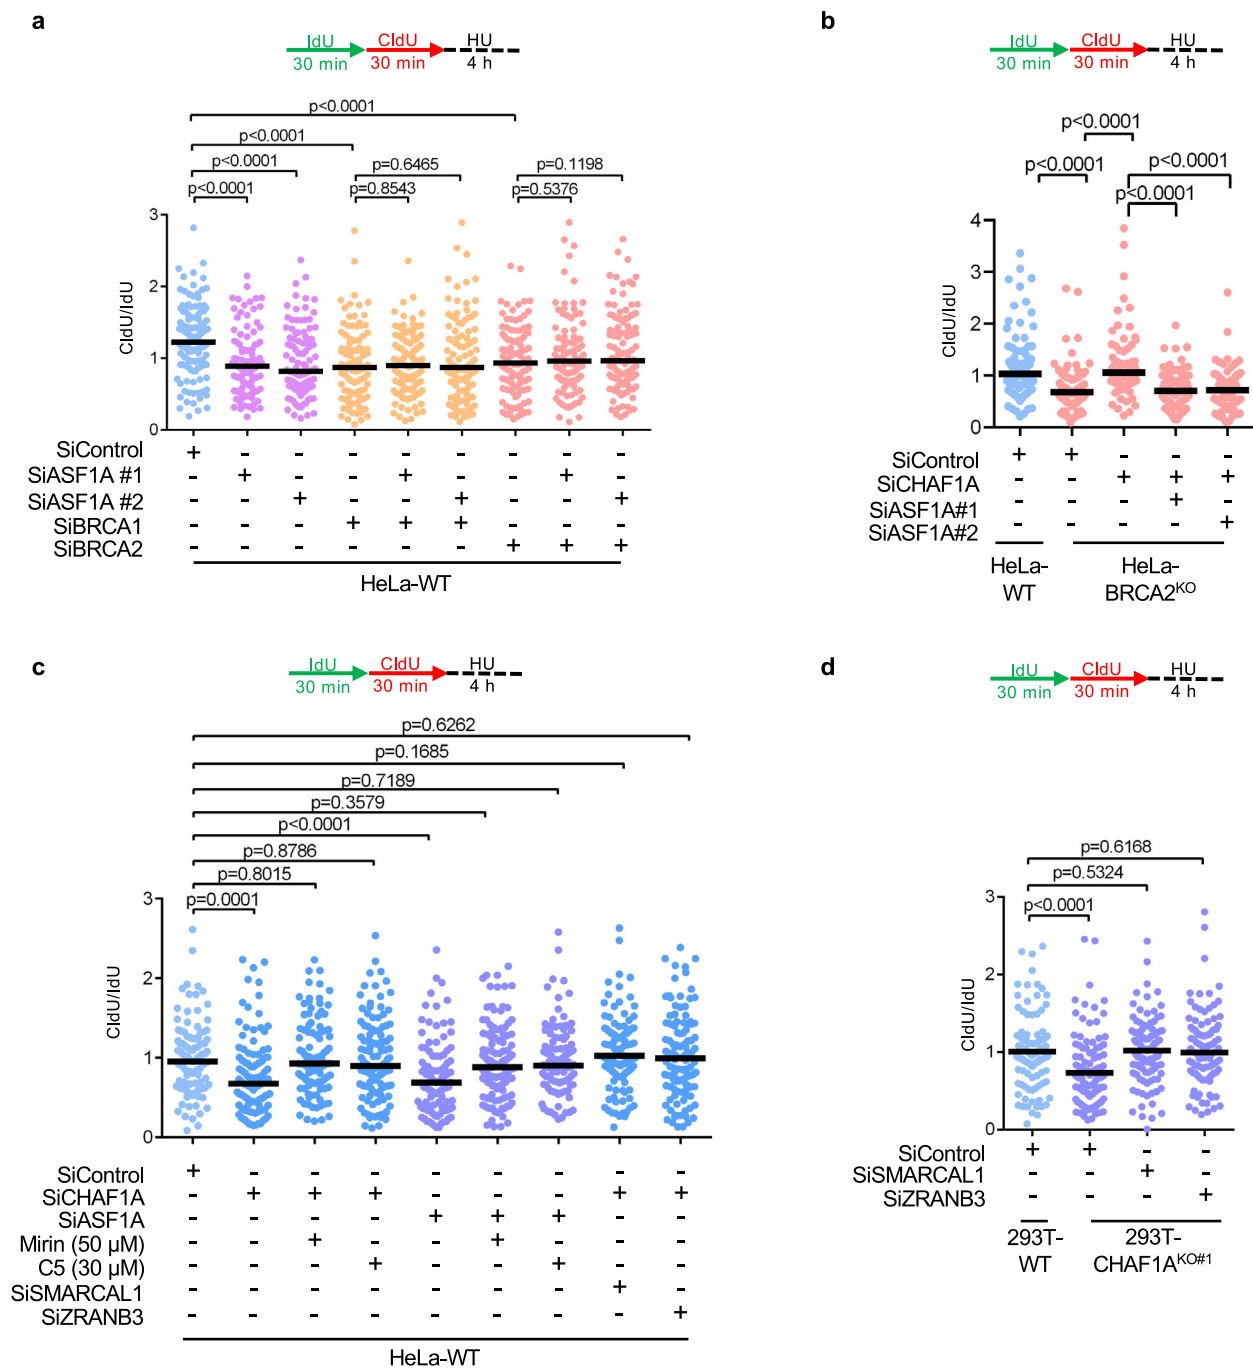 a
IdU CldU HU
30 min 30 min 4 h
p<0.0001
p<0.0001
p<0.0001 p=0.6465 p=0.1198
p<0.0001 p=0.8543 p=0.5376
3
2
1
0
CldU/IdU
SiControl + - - - - - - - -
SiASF1A #1 - + - - + - - + -
SiASF1A #2 - - + - - + - - +
SiBRCA1 - - - + + + - - -
SiBRCA2 - - - - - - + + +
HeLa-WT
b
IdU CldU HU
30 min 30 min 4 h
p<0.0001
p<0.0001 p<0.0001
p<0.0001
4
3
2
1
0
CldU/IdU
SiControl + + - - -
SiCHAF1A - - + + +
SiASF1A#1 - - - + -
SiASF1A#2 - - - - +
HeLa- HeLa-
WT BRCA2KO
c
IdU CldU HU
30 min 30 min 4 h
p=0.6262
p=0.1685
p=0.7189
p=0.3579
p<0.0001
p=0.8786
p=0.8015
p=0.0001
3
2
1
0
CldU/IdU
SiControl + - - - - - - - -
SiCHAF1A - + + + - - - + +
SiASF1A - - - - + + + - -
Mirin (50 µM) - - + - - + - - -
C5 (30 µM) - - - + - - + - -
SiSMARCAL1 - - - - - - - + -
SiZRANB3 - - - - - - - - +
HeLa-WT
d
IdU CldU HU
30 min 30 min 4 h
p=0.6168
p=0.5324
p<0.0001
3
2
1
0
CldU/IdU
SiControl + + - -
SiSMARCAL1 - - + -
SiZRANB3 - - - +
293T- 293T-
WT CHAF1AKO#1